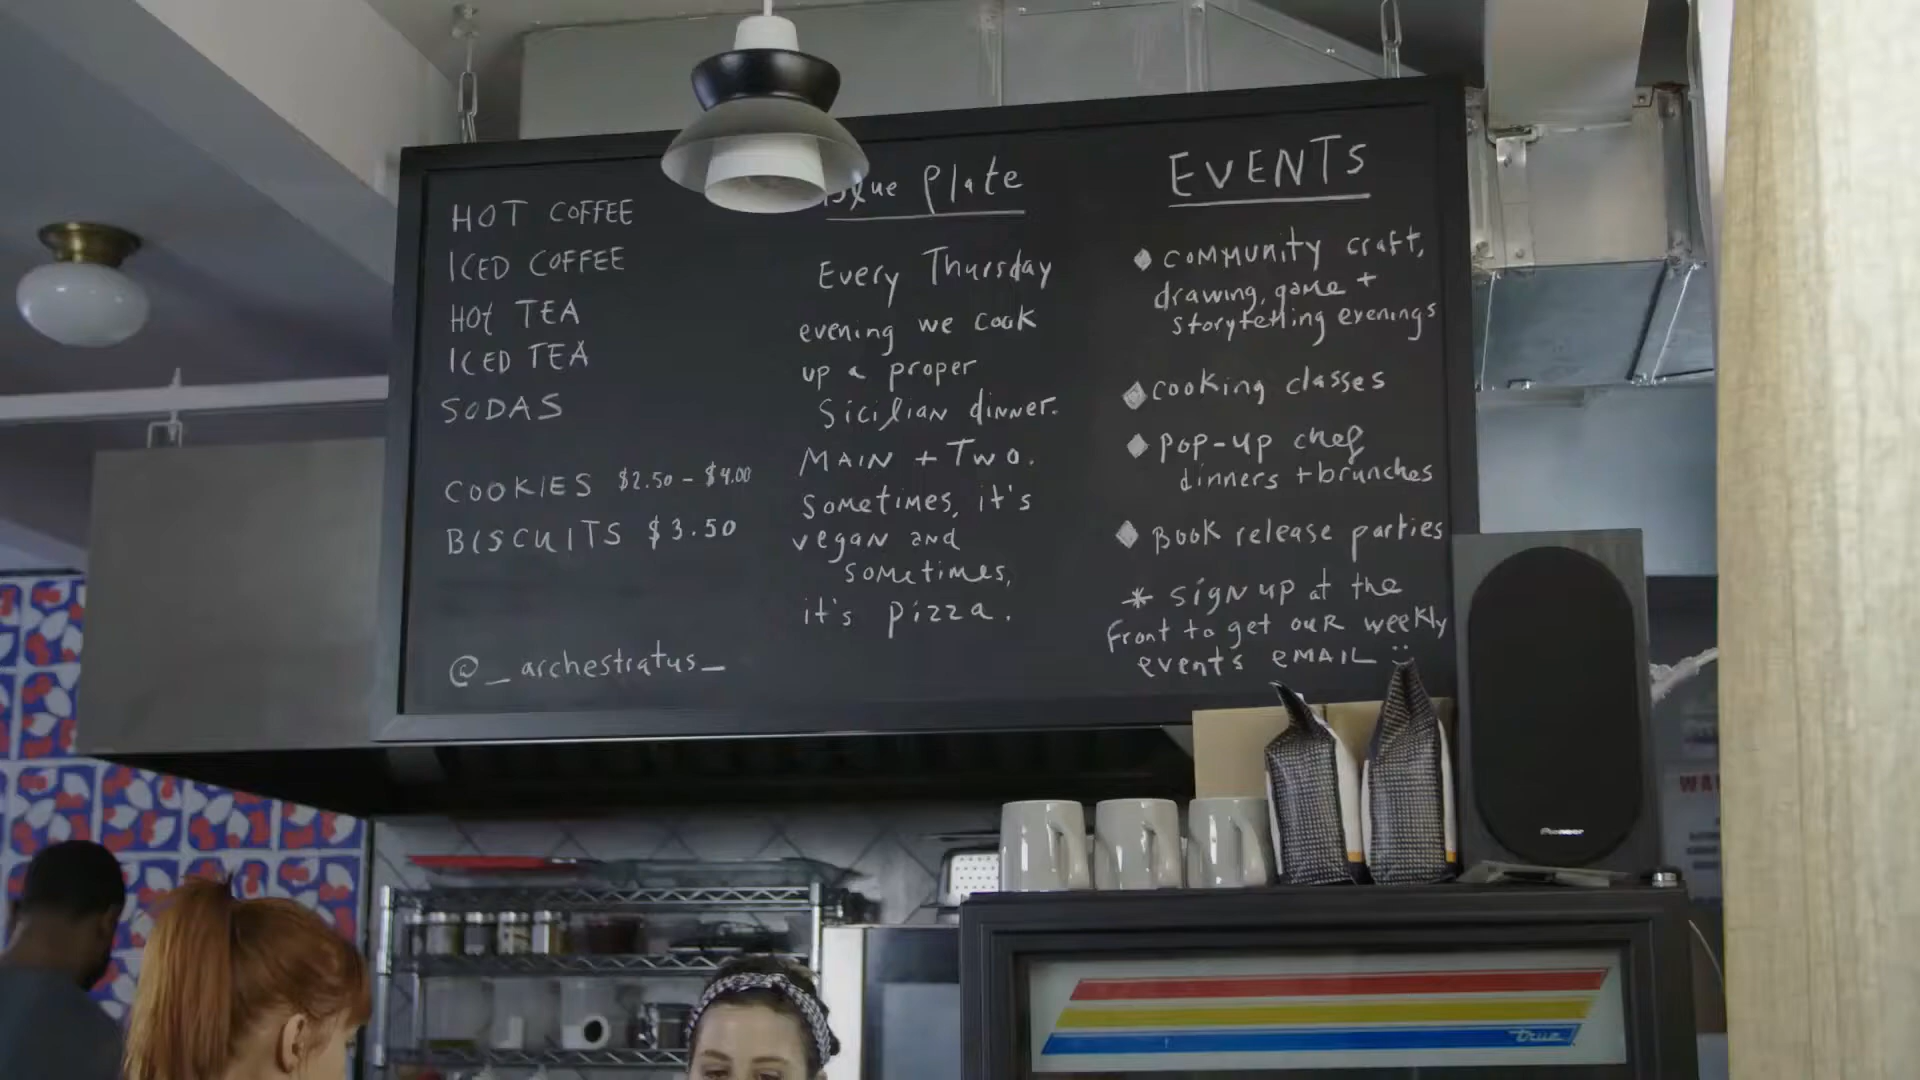 HOT COFFEE
ICED COFFEE
HOt TEA
ICED TEA
SODAS
COOKIES $2.50 - $4.00
BISCUITS $3.50
@_archestratus_
Blue Plate
Every Thursday
evening we cook
up a proper
Sicilian dinner.
MAIN + Two.
sometimes, it's
vegan and
sometimes,
it's pizza.
EVENTS
community craft,
drawing, game +
storytelling evenings
cooking classes
pop-up chef
dinners + brunches
Book release parties
* sign up at the
front to get our weekly
events eMAIL :)
Pioneer
true